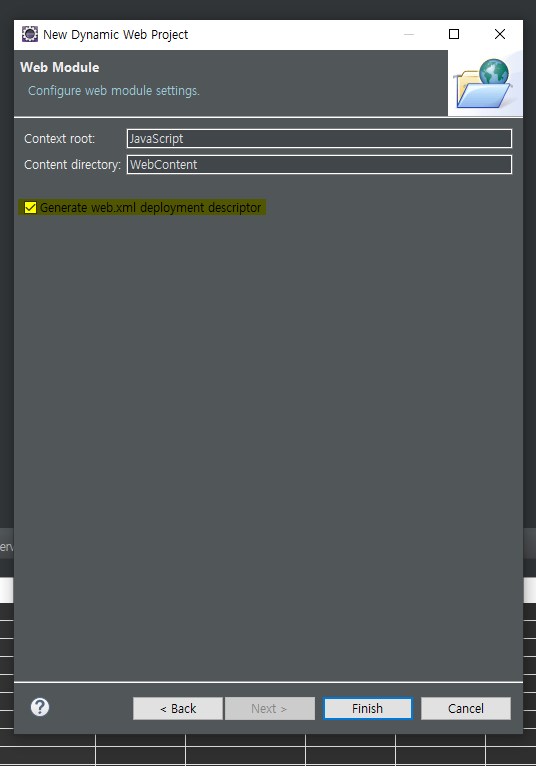 New Dynamic Web Project
Web Module
Configure web module settings.
Context root: JavaScript
Content directory: WebContent
Generate web.xml deployment descriptor
erv
? < Back Next > Finish Cancel